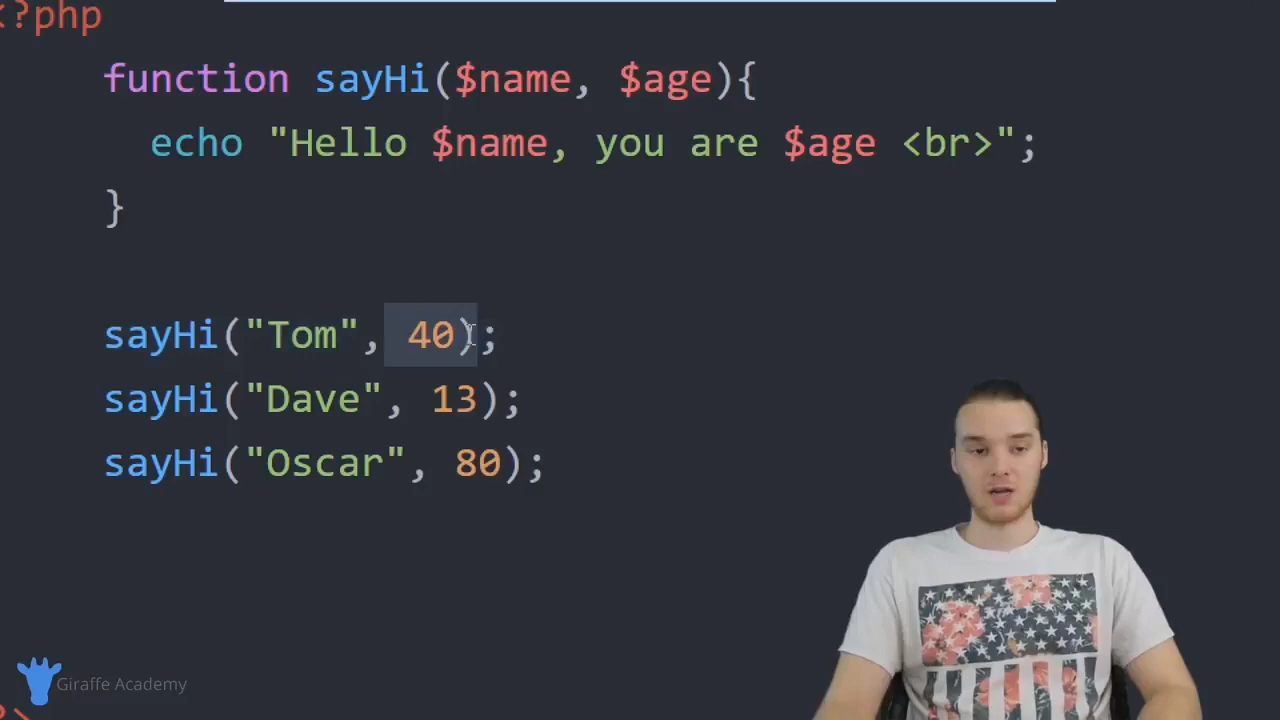 <?php
function sayHi($name, $age){
echo "Hello $name, you are $age <br>";
}
sayHi("Tom", 40);
sayHi("Dave", 13);
sayHi("Oscar", 80);
Giraffe Academy
?>